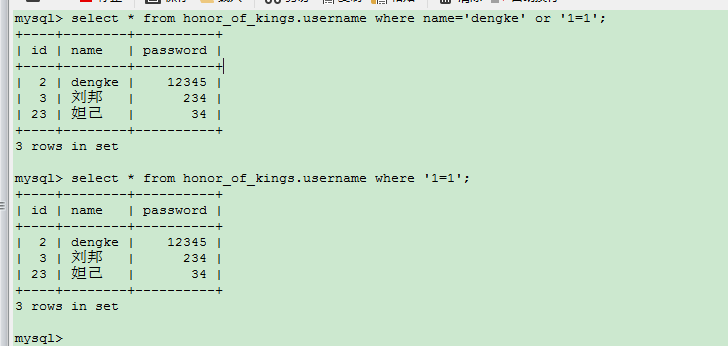 mysql> select * from honor_of_kings.username where name='dengke' or '1=1';
+----+--------+----------+
| id | name   | password |
+----+--------+----------+
|  2 | dengke |    12345 |
|  3 | 刘邦   |      234 |
| 23 | 妲己   |       34 |
+----+--------+----------+
3 rows in set

mysql> select * from honor_of_kings.username where '1=1';
+----+--------+----------+
| id | name   | password |
+----+--------+----------+
|  2 | dengke |    12345 |
|  3 | 刘邦   |      234 |
| 23 | 妲己   |       34 |
+----+--------+----------+
3 rows in set

mysql>